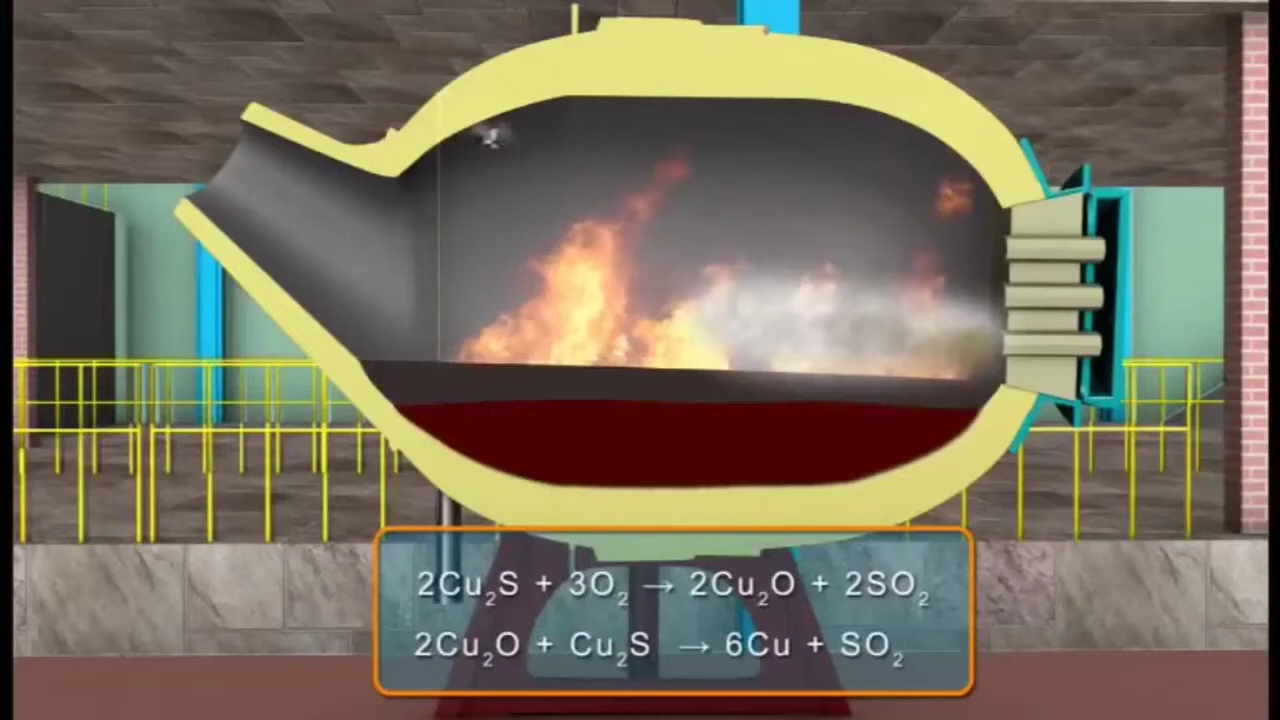 2Cu₂S + 3O₂ → 2Cu₂O + 2SO₂
2Cu₂O + Cu₂S → 6Cu + SO₂